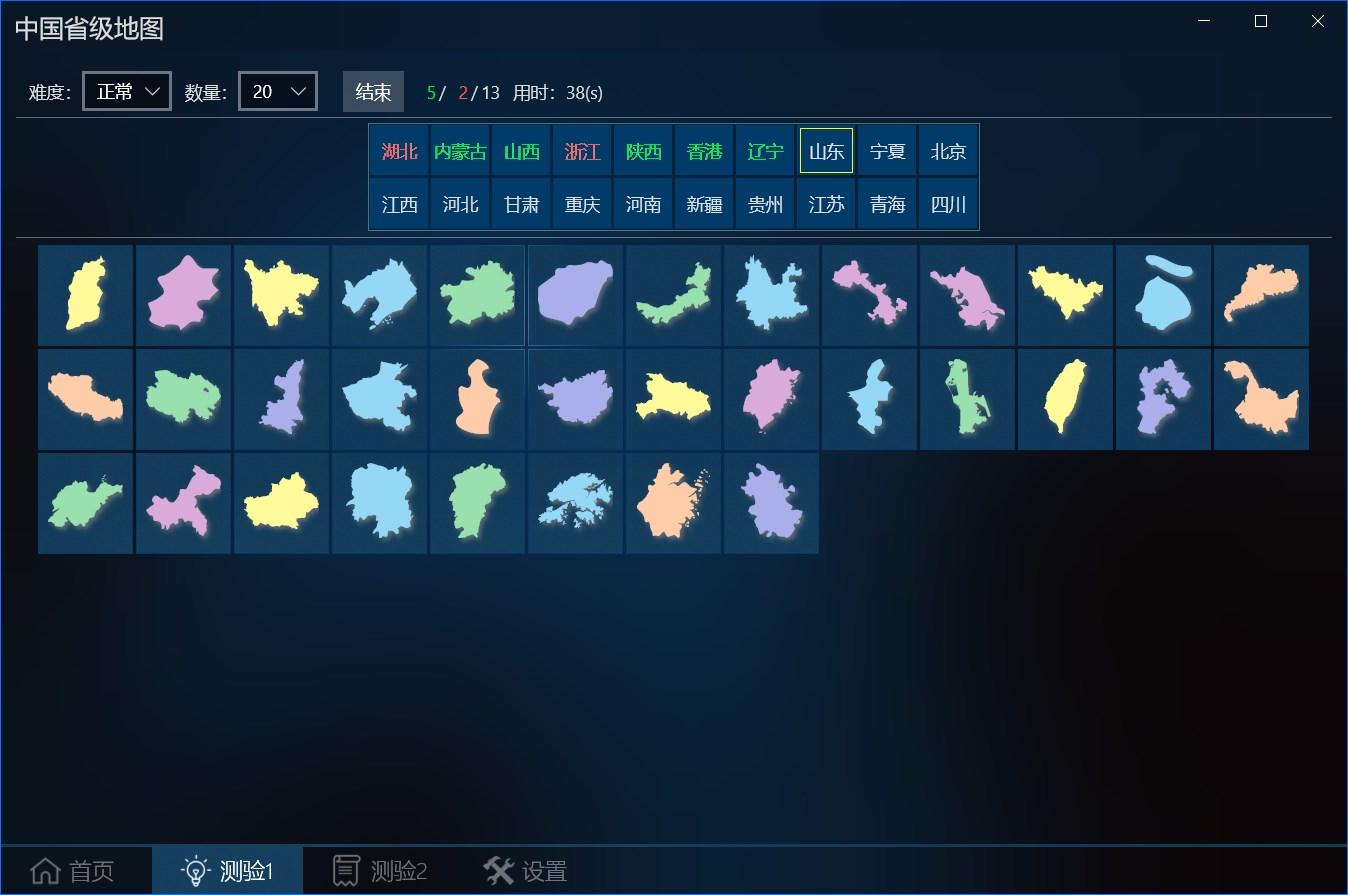 中国省级地图
难度: 正常 数量: 20 结束 5/ 2/13 用时: 38(s)
湖北 内蒙古 山西 浙江 陕西 香港 辽宁 山东 宁夏 北京
江西 河北 甘肃 重庆 河南 新疆 贵州 江苏 青海 四川
首页 测验1 测验2 设置